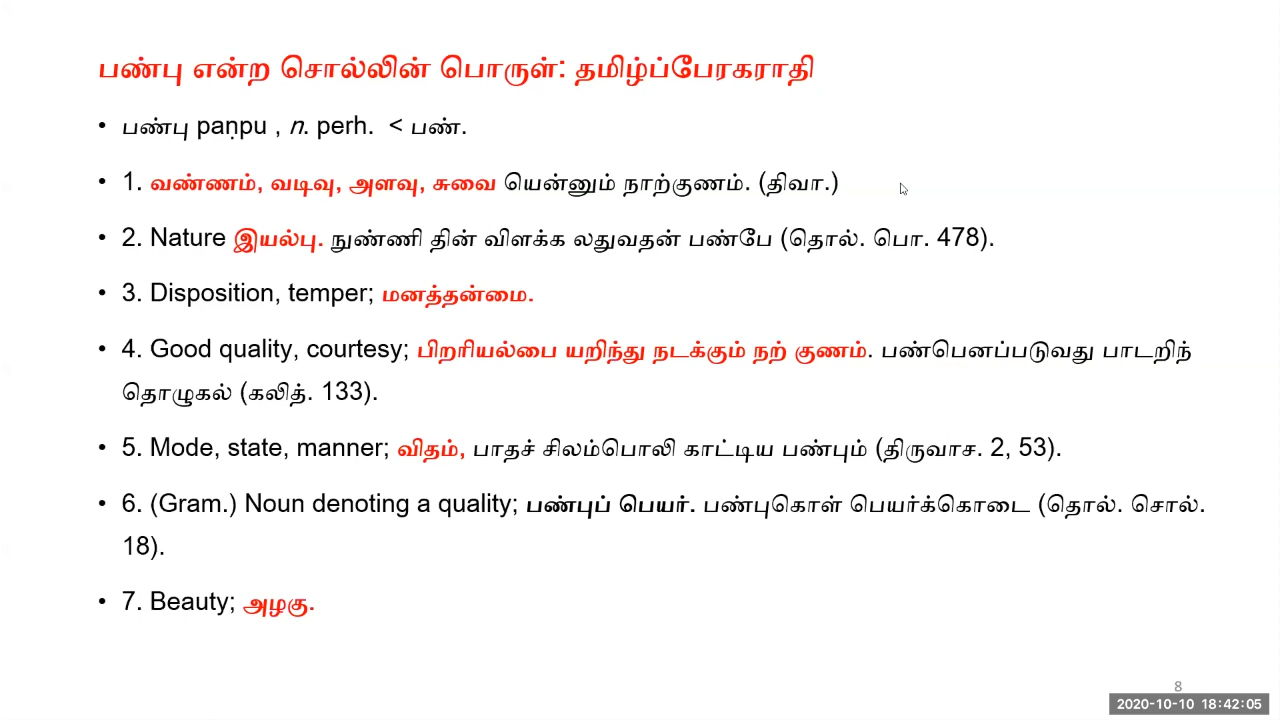 பண்பு என்ற சொல்லின் பொருள்: தமிழ்ப்பேரகராதி
• பண்பு paṇpu , n. perh. < பண்.
• 1. வண்ணம், வடிவு, அளவு, சுவை யென்னும் நாற்குணம். (திவா.)
• 2. Nature இயல்பு. நுண்ணி தின் விளக்க லதுவதன் பண்பே (தொல். பொ. 478).
• 3. Disposition, temper; மனத்தன்மை.
• 4. Good quality, courtesy; பிறரியல்பை யறிந்து நடக்கும் நற் குணம். பண்பெனப்படுவது பாடறிந்
தொழுகல் (கலித். 133).
• 5. Mode, state, manner; விதம், பாதச் சிலம்பொலி காட்டிய பண்பும் (திருவாச. 2, 53).
• 6. (Gram.) Noun denoting a quality; பண்புப் பெயர். பண்புகொள் பெயர்க்கொடை (தொல். சொல்.
18).
• 7. Beauty; அழகு.
8
2020-10-10 18:42:05